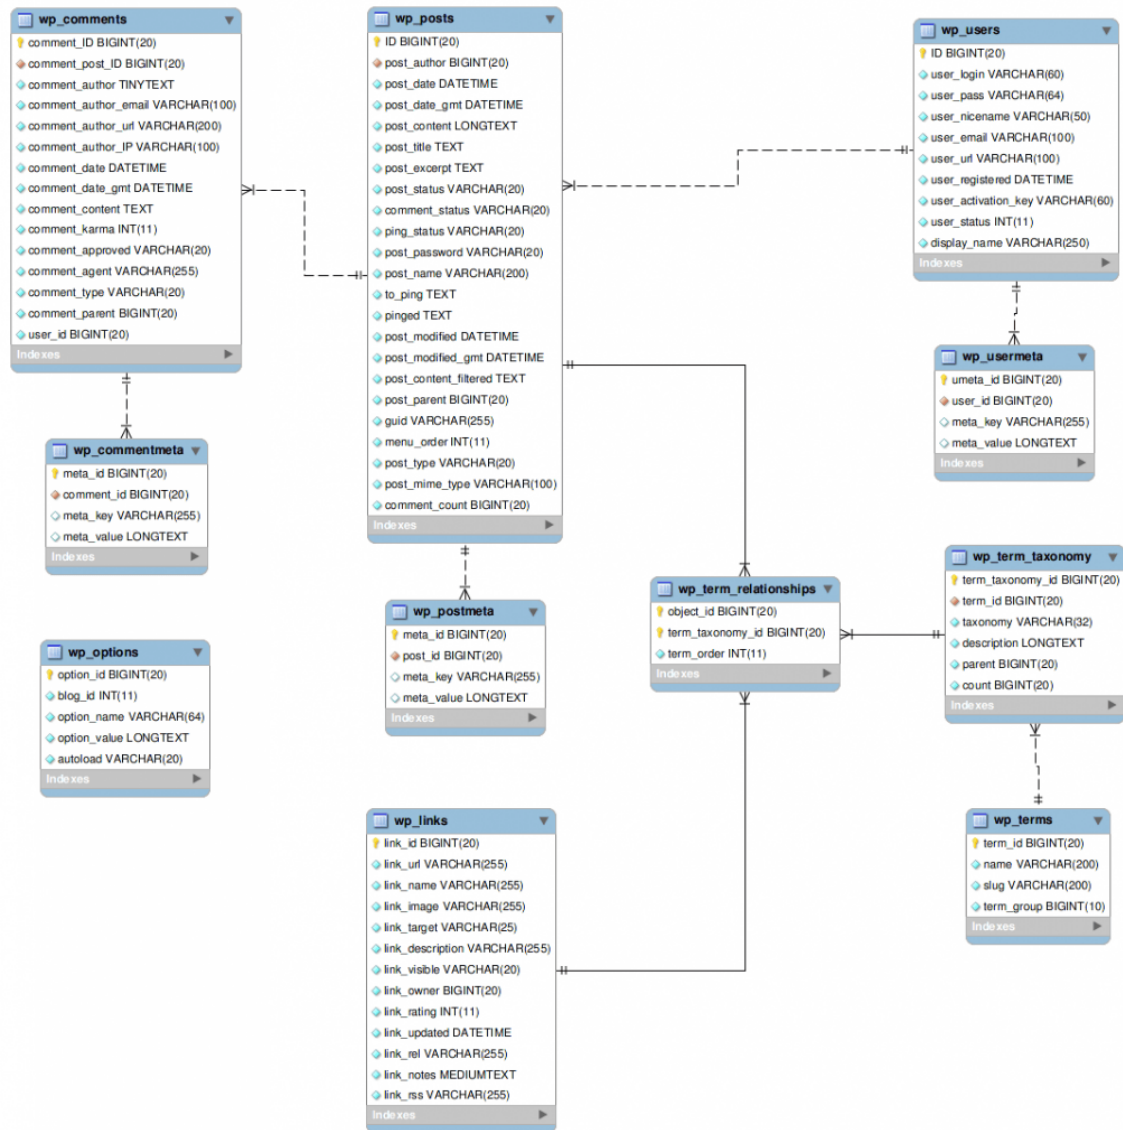 wp_comments
comment_ID BIGINT(20)
comment_post_ID BIGINT(20)
comment_author TINYTEXT
comment_author_email VARCHAR(100)
comment_author_url VARCHAR(200)
comment_author_IP VARCHAR(100)
comment_date DATETIME
comment_date_gmt DATETIME
comment_content TEXT
comment_karma INT(11)
comment_approved VARCHAR(20)
comment_agent VARCHAR(255)
comment_type VARCHAR(20)
comment_parent BIGINT(20)
user_id BIGINT(20)
Indexes
wp_commentmeta
meta_id BIGINT(20)
comment_id BIGINT(20)
meta_key VARCHAR(255)
meta_value LONGTEXT
Indexes
wp_options
option_id BIGINT(20)
blog_id INT(11)
option_name VARCHAR(64)
option_value LONGTEXT
autoload VARCHAR(20)
Indexes
wp_posts
ID BIGINT(20)
post_author BIGINT(20)
post_date DATETIME
post_date_gmt DATETIME
post_content LONGTEXT
post_title TEXT
post_excerpt TEXT
post_status VARCHAR(20)
comment_status VARCHAR(20)
ping_status VARCHAR(20)
post_password VARCHAR(20)
post_name VARCHAR(200)
to_ping TEXT
pinged TEXT
post_modified DATETIME
post_modified_gmt DATETIME
post_content_filtered TEXT
post_parent BIGINT(20)
guid VARCHAR(255)
menu_order INT(11)
post_type VARCHAR(20)
post_mime_type VARCHAR(100)
comment_count BIGINT(20)
Indexes
wp_postmeta
meta_id BIGINT(20)
post_id BIGINT(20)
meta_key VARCHAR(255)
meta_value LONGTEXT
Indexes
wp_links
link_id BIGINT(20)
link_url VARCHAR(255)
link_name VARCHAR(255)
link_image VARCHAR(255)
link_target VARCHAR(25)
link_description VARCHAR(255)
link_visible VARCHAR(20)
link_owner BIGINT(20)
link_rating INT(11)
link_updated DATETIME
link_rel VARCHAR(255)
link_notes MEDIUMTEXT
link_rss VARCHAR(255)
Indexes
wp_term_relationships
object_id BIGINT(20)
term_taxonomy_id BIGINT(20)
term_order INT(11)
Indexes
wp_users
ID BIGINT(20)
user_login VARCHAR(60)
user_pass VARCHAR(64)
user_nicename VARCHAR(50)
user_email VARCHAR(100)
user_url VARCHAR(100)
user_registered DATETIME
user_activation_key VARCHAR(60)
user_status INT(11)
display_name VARCHAR(250)
Indexes
wp_usermeta
umeta_id BIGINT(20)
user_id BIGINT(20)
meta_key VARCHAR(255)
meta_value LONGTEXT
Indexes
wp_term_taxonomy
term_taxonomy_id BIGINT(20)
term_id BIGINT(20)
taxonomy VARCHAR(32)
description LONGTEXT
parent BIGINT(20)
count BIGINT(20)
Indexes
wp_terms
term_id BIGINT(20)
name VARCHAR(200)
slug VARCHAR(200)
term_group BIGINT(10)
Indexes